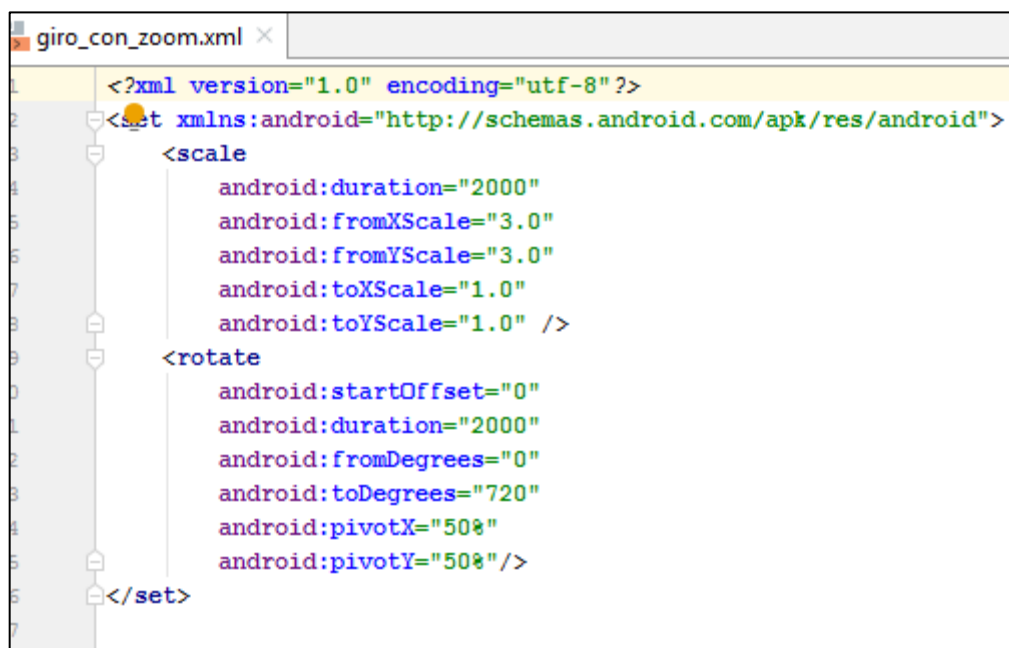 giro_con_zoom.xml
<?xml version="1.0" encoding="utf-8"?>
<set xmlns:android="http://schemas.android.com/apk/res/android">
<scale
android:duration="2000"
android:fromXScale="3.0"
android:fromYScale="3.0"
android:toXScale="1.0"
android:toYScale="1.0" />
<rotate
android:startOffset="0"
android:duration="2000"
android:fromDegrees="0"
android:toDegrees="720"
android:pivotX="50%"
android:pivotY="50%"/>
</set>